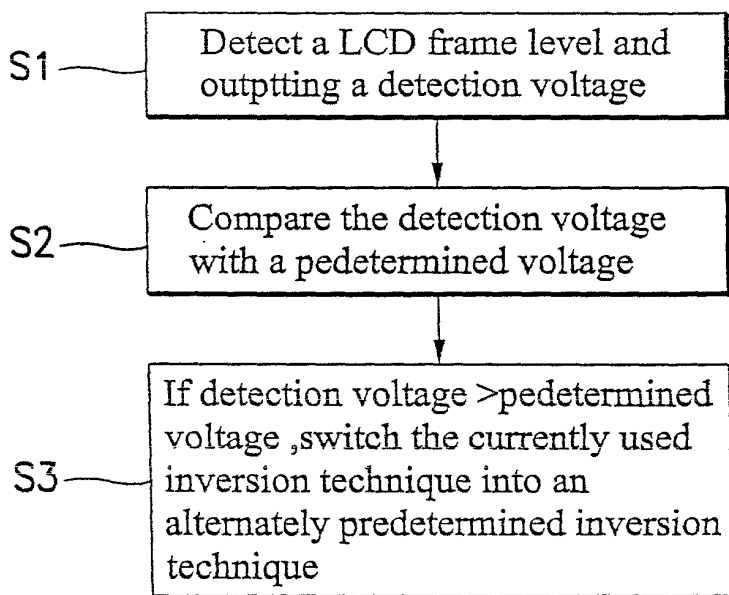 S1
Detect a LCD frame level and
outptting a detection voltage
S2
Compare the detection voltage
with a pedetermined voltage
S3
If detection voltage >pedetermined
voltage ,switch the currently used
inversion technique into an
alternately predetermined inversion
technique